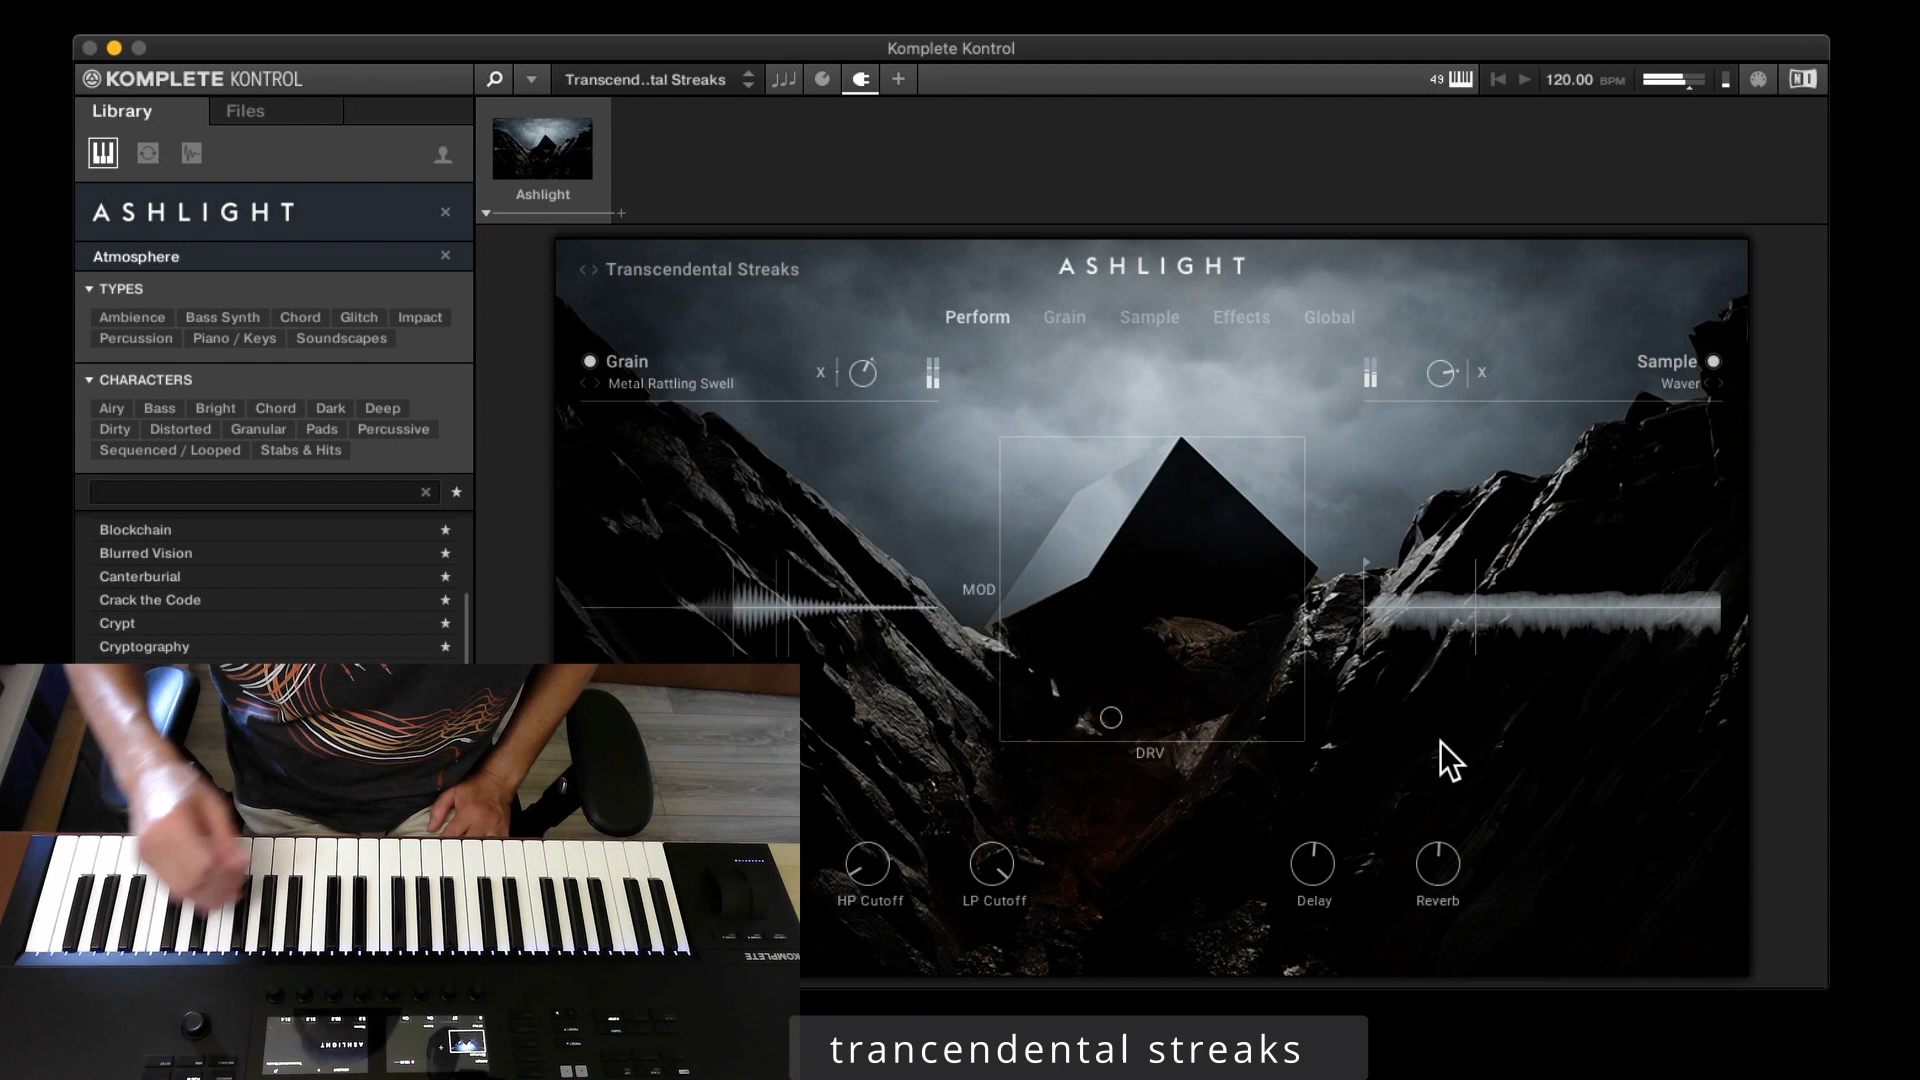 Komplete Kontrol
KOMPLETE KONTROL
Transcend..tal Streaks
49
120.00 BPM
Library
Files
Ashlight
ASHLIGHT
Atmosphere
TYPES
Ambience Bass Synth Chord Glitch Impact
Percussion Piano / Keys Soundscapes
CHARACTERS
Airy Bass Bright Chord Dark Deep
Dirty Distorted Granular Pads Percussive
Sequenced / Looped Stabs & Hits
Blockchain
Blurred Vision
Canterburial
Crack the Code
Crypt
Cryptography
Transcendental Streaks
ASHLIGHT
Perform Grain Sample Effects Global
Grain
Metal Rattling Swell
X
X
Sample
Waver
MOD
DRV
HP Cutoff
LP Cutoff
Delay
Reverb
KOMPLETE
ASHLIGHT
trancendental streaks